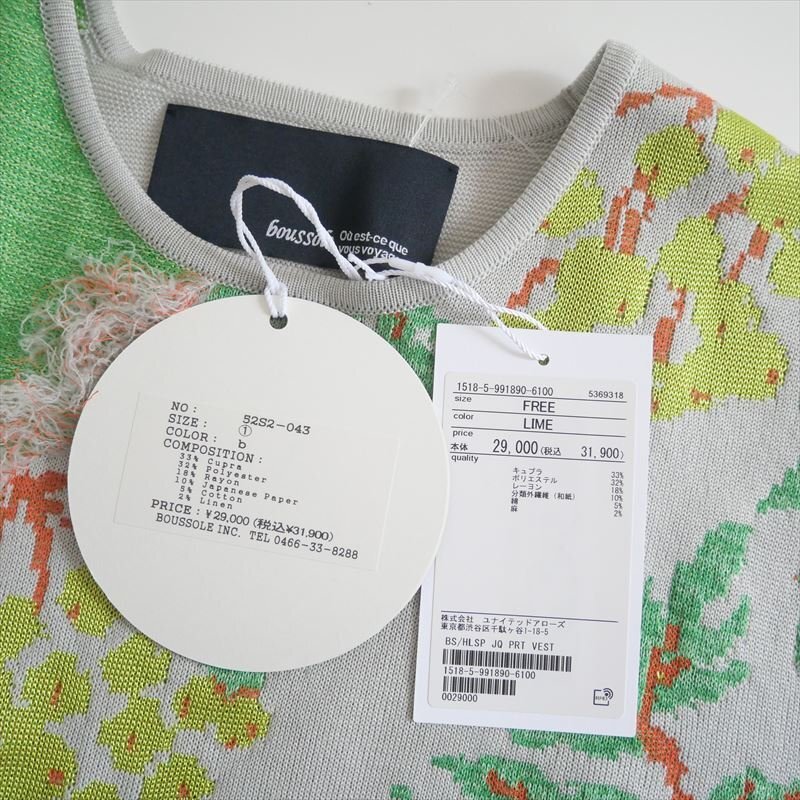 boussole
Où est-ce que
vous voyag
NO: 52S2-043
SIZE: ①
COLOR: b
COMPOSITION:
33% Cupra
32% Polyester
18% Rayon
10% Japanese Paper
5% Cotton
2% Linen
PRICE: ¥29,000(税込¥31,900)
BOUSSOLE INC. TEL 0466-33-8288
1518-5-991890-6100 5369318
size FREE
color LIME
price
本体 29,000(税込 31,900)
quality
キュプラ 33%
ポリエステル 32%
レーヨン 18%
分類外繊維(和紙) 10%
綿 5%
麻 2%
株式会社 ユナイテッドアローズ
東京都渋谷区千駄ヶ谷1-18-5
BS/HLSP JQ PRT VEST
1518-5-991890-6100
0029000